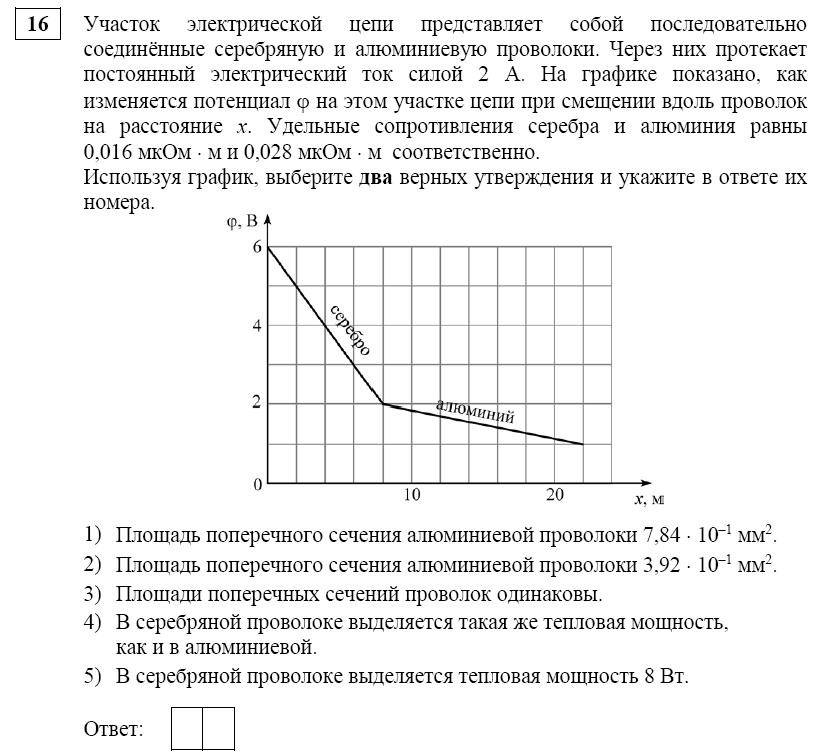 16
Участок электрической цепи представляет собой последовательно
соединённые серебряную и алюминиевую проволоки. Через них протекает
постоянный электрический ток силой 2 А. На графике показано, как
изменяется потенциал φ на этом участке цепи при смещении вдоль проволок
на расстояние x. Удельные сопротивления серебра и алюминия равны
0,016 мкОм · м и 0,028 мкОм · м соответственно.
Используя график, выберите два верных утверждения и укажите в ответе их
номера.
φ, В
6
4
2
0
серебро
алюминий
10
20
x, м
1) Площадь поперечного сечения алюминиевой проволоки 7,84 · 10⁻¹ мм².
2) Площадь поперечного сечения алюминиевой проволоки 3,92 · 10⁻¹ мм².
3) Площади поперечных сечений проволок одинаковы.
4) В серебряной проволоке выделяется такая же тепловая мощность,
как и в алюминиевой.
5) В серебряной проволоке выделяется тепловая мощность 8 Вт.
Ответ: